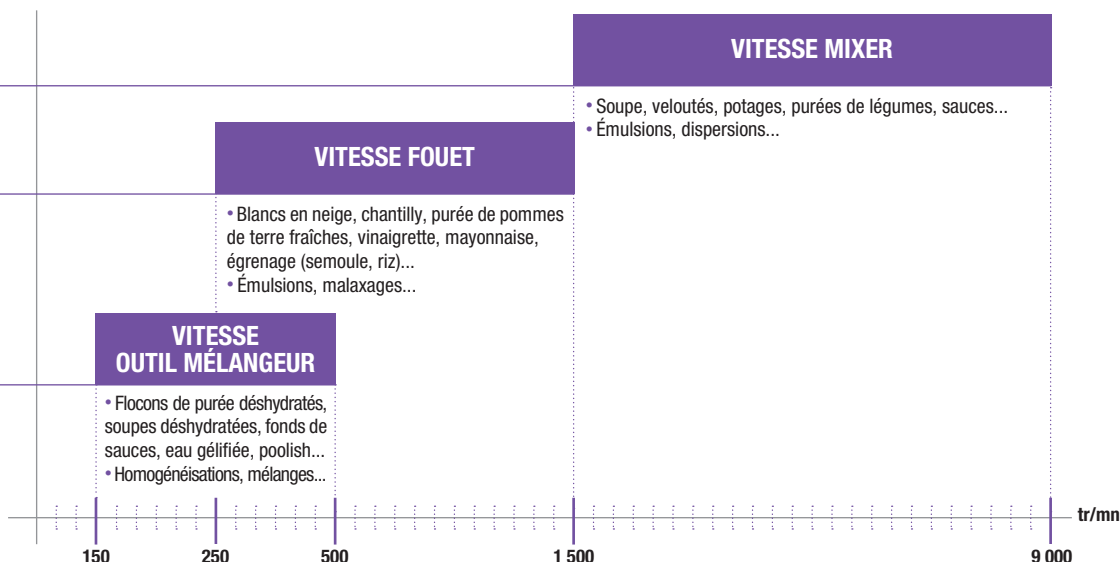 VITESSE MIXER
• Soupe, veloutés, potages, purées de légumes, sauces...
• Émulsions, dispersions...
VITESSE FOUET
• Blancs en neige, chantilly, purée de pommes
de terre fraîches, vinaigrette, mayonnaise,
égrenage (semoule, riz)...
• Émulsions, malaxages...
VITESSE
OUTIL MÉLANGEUR
• Flocons de purée déshydratés,
soupes déshydratées, fonds de
sauces, eau gélifiée, poolish...
• Homogénéisations, mélanges...
tr/mn
150 250 500 1 500 9 000